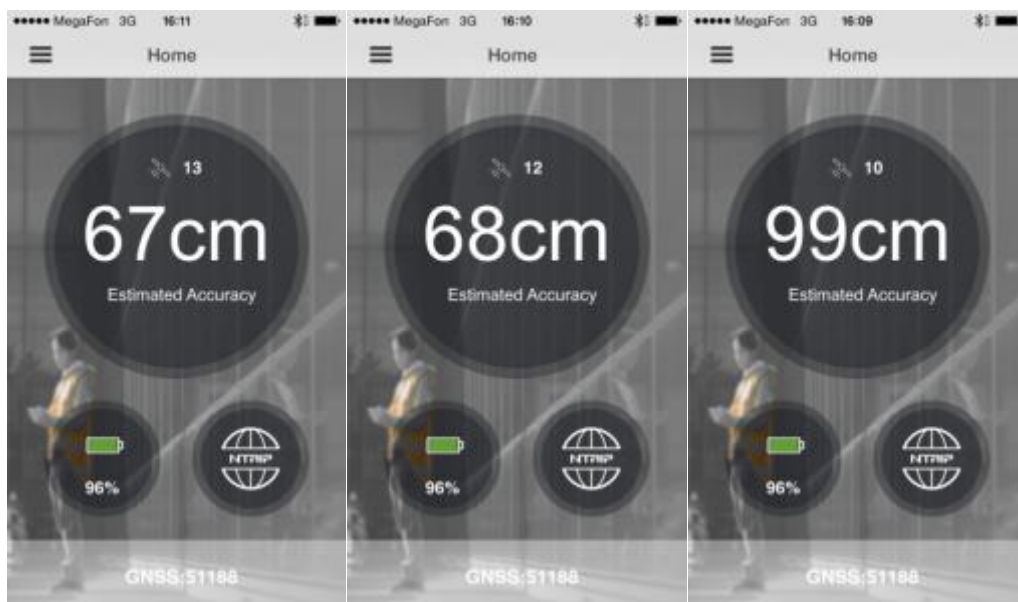 MegaFon 3G 16:11
Home
13
67cm
Estimated Accuracy
96%
NTRIP
GNSS:51188
MegaFon 3G 16:10
Home
12
68cm
Estimated Accuracy
96%
NTRIP
GNSS:51188
MegaFon 3G 16:09
Home
10
99cm
Estimated Accuracy
96%
NTRIP
GNSS:51188